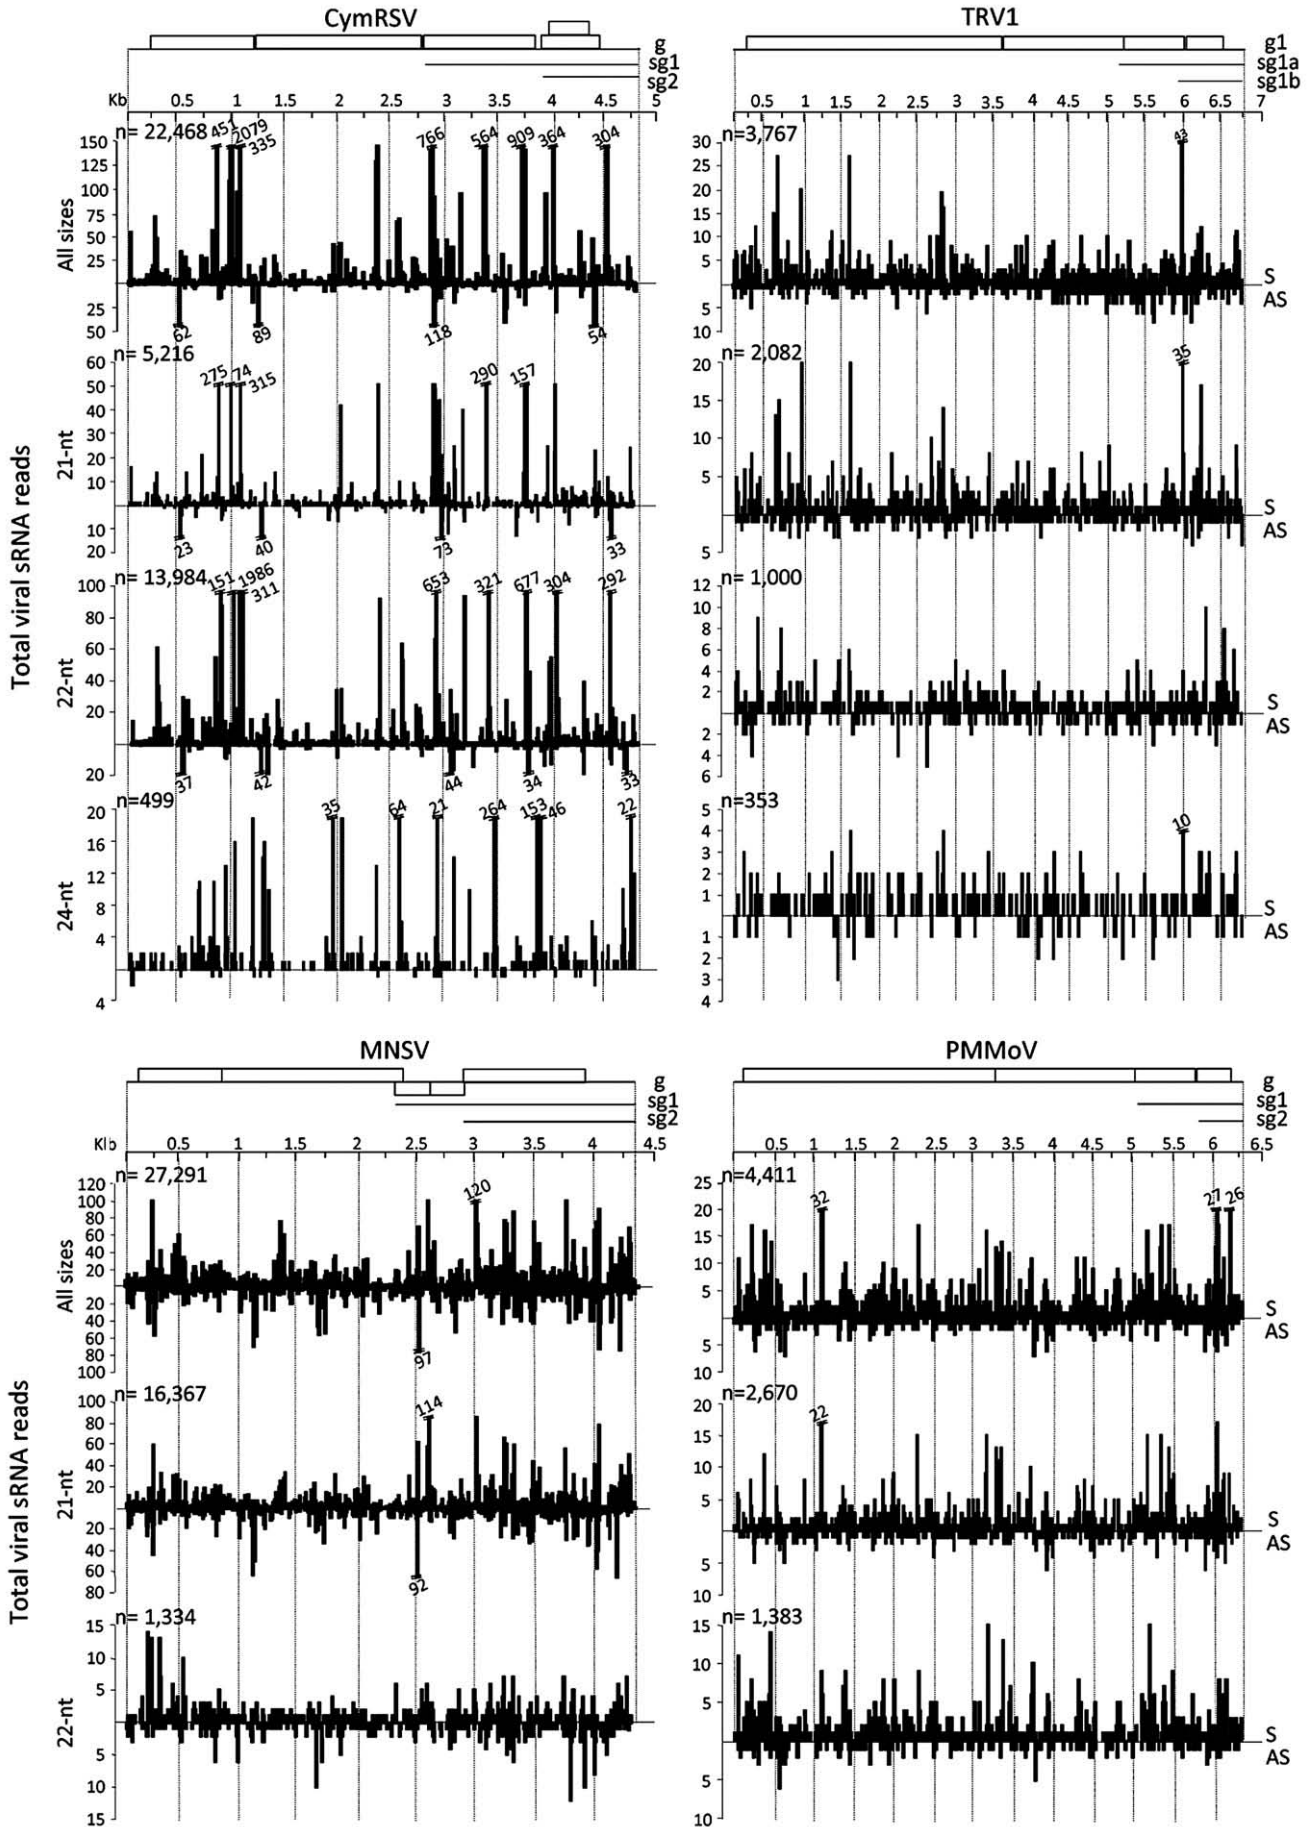 CymRSV
g
sg1
sg2
Kb 0.5 1 1.5 2 2.5 3 3.5 4 4.5 5
n= 22,468 451 2079 335 766 564 909 364 304
150
125
100
75
50
25
25
50
All sizes
62 89 118 54
n= 5,216
275 74 315 290 157
60
50
40
30
20
10
10
20
21-nt
23 40 73 33
n= 13,984 151 1986 311 653 321 677 304 292
100
80
60
40
20
20
22-nt
37 42 44 34 33
n=499
35 64 21 264 153 46 22
20
16
12
8
4
4
24-nt
Total viral sRNA reads
TRV1
g1
sg1a
sg1b
0.5 1 1.5 2 2.5 3 3.5 4 4.5 5 5.5 6 6.5 7
n=3,767 43
30
25
20
15
10
5
5
10
S
AS
n= 2,082 35
20
15
10
5
5
S
AS
n= 1,000
12
10
8
6
4
2
2
4
6
S
AS
n=353
10
5
4
3
2
1
1
2
3
4
S
AS
MNSV
g
sg1
sg2
0.5 1 1.5 2 2.5 3 3.5 4 4.5
n= 27,291
120
120
100
80
60
40
20
20
40
60
80
100
All sizes
97
n= 16,367
114
100
80
60
40
20
20
40
60
80
21-nt
92
n= 1,334
15
10
5
5
10
15
22-nt
Total viral sRNA reads
PMMoV
g
sg1
sg2
0.5 1 1.5 2 2.5 3 3.5 4 4.5 5 5.5 6 6.5
n=4,411
32 27 26
25
20
15
10
5
5
10
S
AS
n=2,670
22
20
15
10
5
5
10
S
AS
n= 1,383
15
10
5
5
10
S
AS